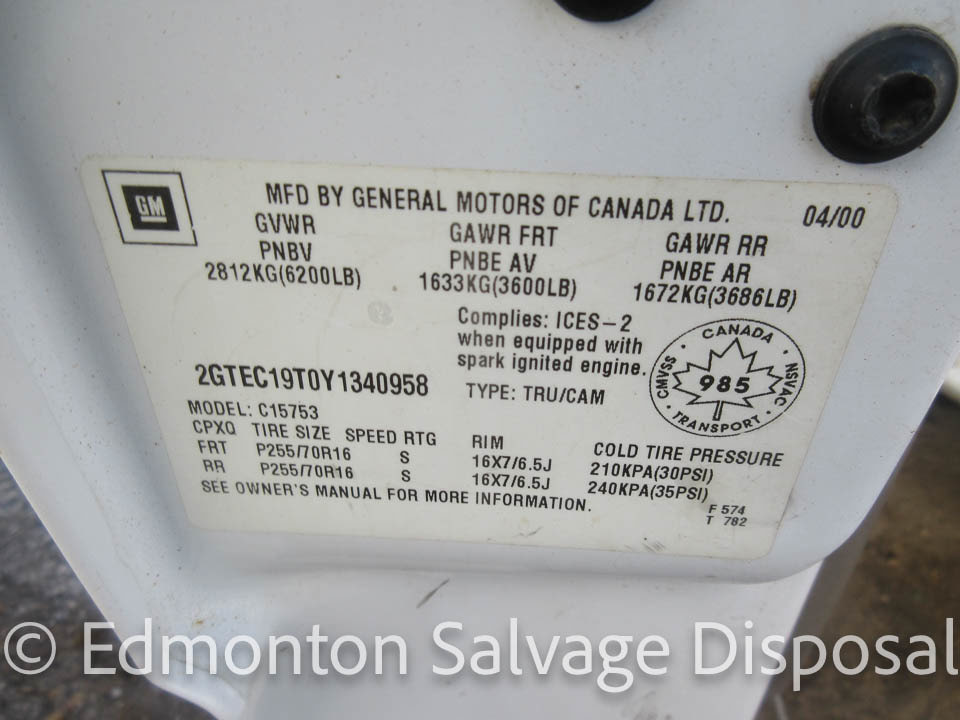 GM
MFD BY GENERAL MOTORS OF CANADA LTD. 04/00
GVWR GAWR FRT GAWR RR
PNBV PNBE AV PNBE AR
2812KG(6200LB) 1633KG(3600LB) 1672KG(3686LB)
Complies: ICES-2
when equipped with
spark ignited engine.
2GTEC19T0Y1340958
TYPE: TRU/CAM
CANADA
CMVSS 985 NSVAC
TRANSPORT
MODEL: C15753
CPXQ TIRE SIZE SPEED RTG RIM COLD TIRE PRESSURE
FRT P255/70R16 S 16X7/6.5J 210KPA(30PSI)
RR P255/70R16 S 16X7/6.5J 240KPA(35PSI)
SEE OWNER'S MANUAL FOR MORE INFORMATION.
F 574
T 782
© Edmonton Salvage Disposal